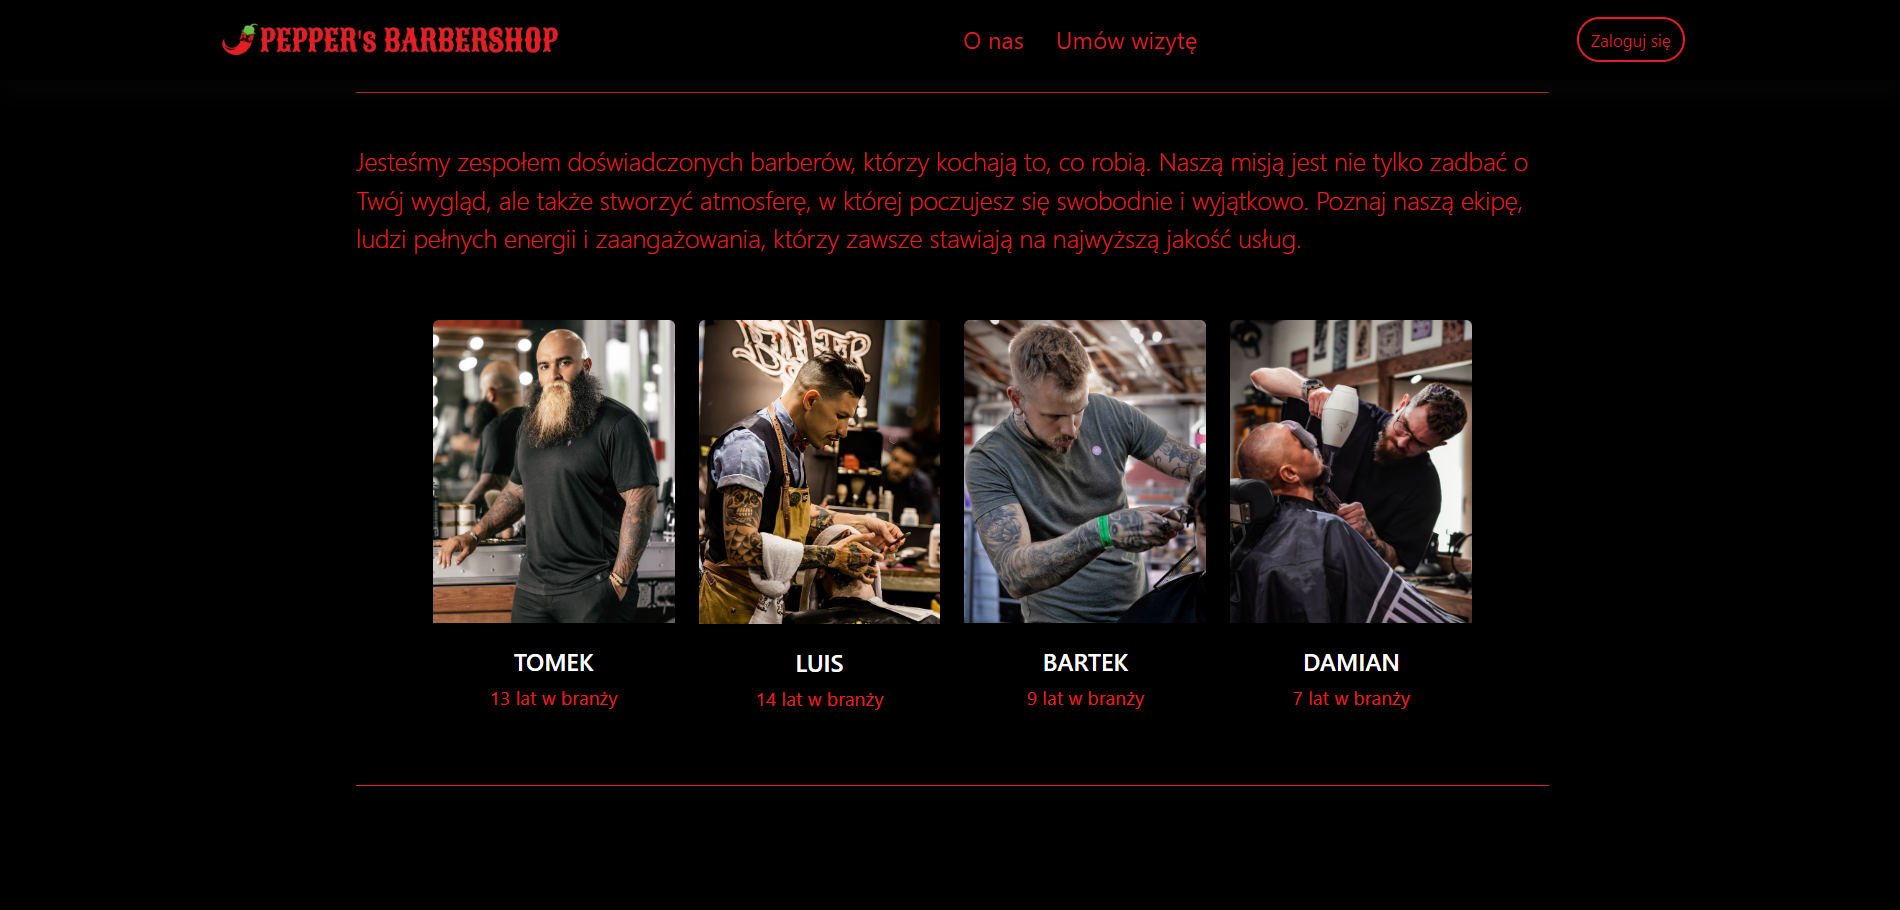 PEPPER's BARBERSHOP
O nas
Umów wizytę
Zaloguj się
Jesteśmy zespołem doświadczonych barberów, którzy kochają to, co robią. Naszą misją jest nie tylko zadbać o
Twój wygląd, ale także stworzyć atmosferę, w której poczujesz się swobodnie i wyjątkowo. Poznaj naszą ekipę,
ludzi pełnych energii i zaangażowania, którzy zawsze stawiają na najwyższą jakość usług.
TOMEK
13 lat w branży
LUIS
14 lat w branży
BARTEK
9 lat w branży
DAMIAN
7 lat w branży